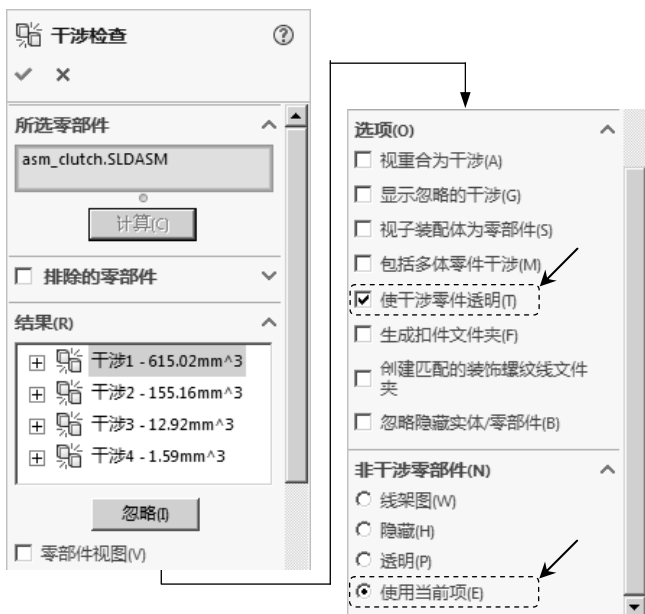 干涉检查
所选零部件
asm_clutch.SLDASM
计算(C)
排除的零部件
结果(R)
干涉1 - 615.02mm^3
干涉2 - 155.16mm^3
干涉3 - 12.92mm^3
干涉4 - 1.59mm^3
忽略(I)
零部件视图(V)
选项(O)
视重合为干涉(A)
显示忽略的干涉(G)
视子装配体为零部件(S)
包括多体零件干涉(M)
使干涉零件透明(T)
生成扣件文件夹(F)
创建匹配的装饰螺纹线文件
夹
忽略隐藏实体/零部件(B)
非干涉零部件(N)
线架图(W)
隐藏(H)
透明(P)
使用当前项(E)